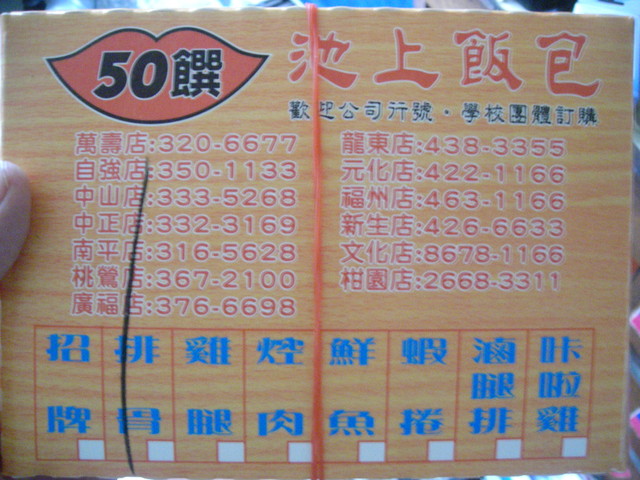 50饌
池上飯包
歡迎公司行號·學校團體訂購
萬壽店:320-6677
自強店:350-1133
中山店:333-5268
中正店:332-3169
南平店:316-5628
桃鶯店:367-2100
廣福店:376-6698
龍東店:438-3355
元化店:422-1166
福州店:463-1166
新生店:426-6633
文化店:8678-1166
柑園店:2668-3311
招牌
排骨
雞腿
焢肉
鮮魚
蝦捲
滷腿排
咔啦雞